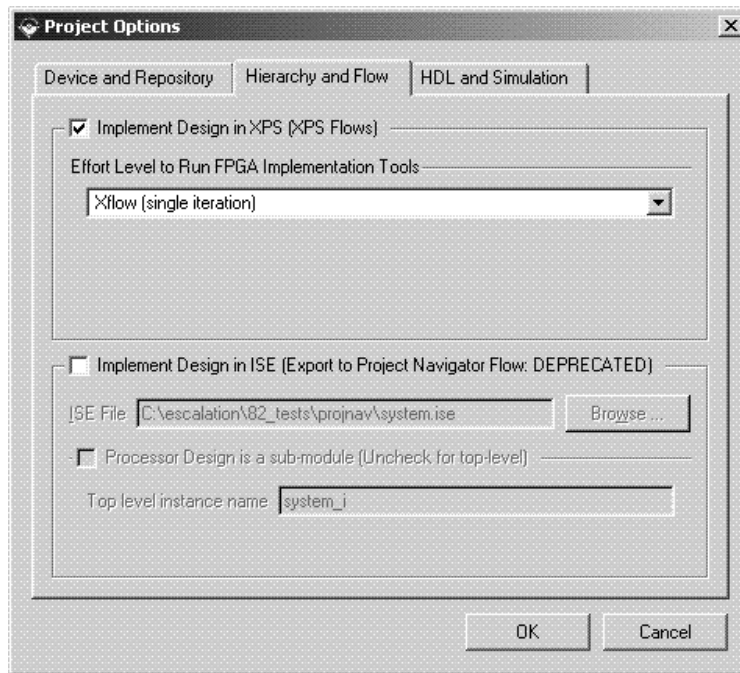 Project Options
Device and Repository Hierarchy and Flow HDL and Simulation
Implement Design in XPS (XPS Flows)
Effort Level to Run FPGA Implementation Tools
Xflow (single iteration)
Implement Design in ISE (Export to Project Navigator Flow: DEPRECATED)
ISE File C:\escalation\82_tests\projnav\system.ise Browse ...
Processor Design is a sub-module (Uncheck for top-level)
Top level instance name system_i
OK Cancel